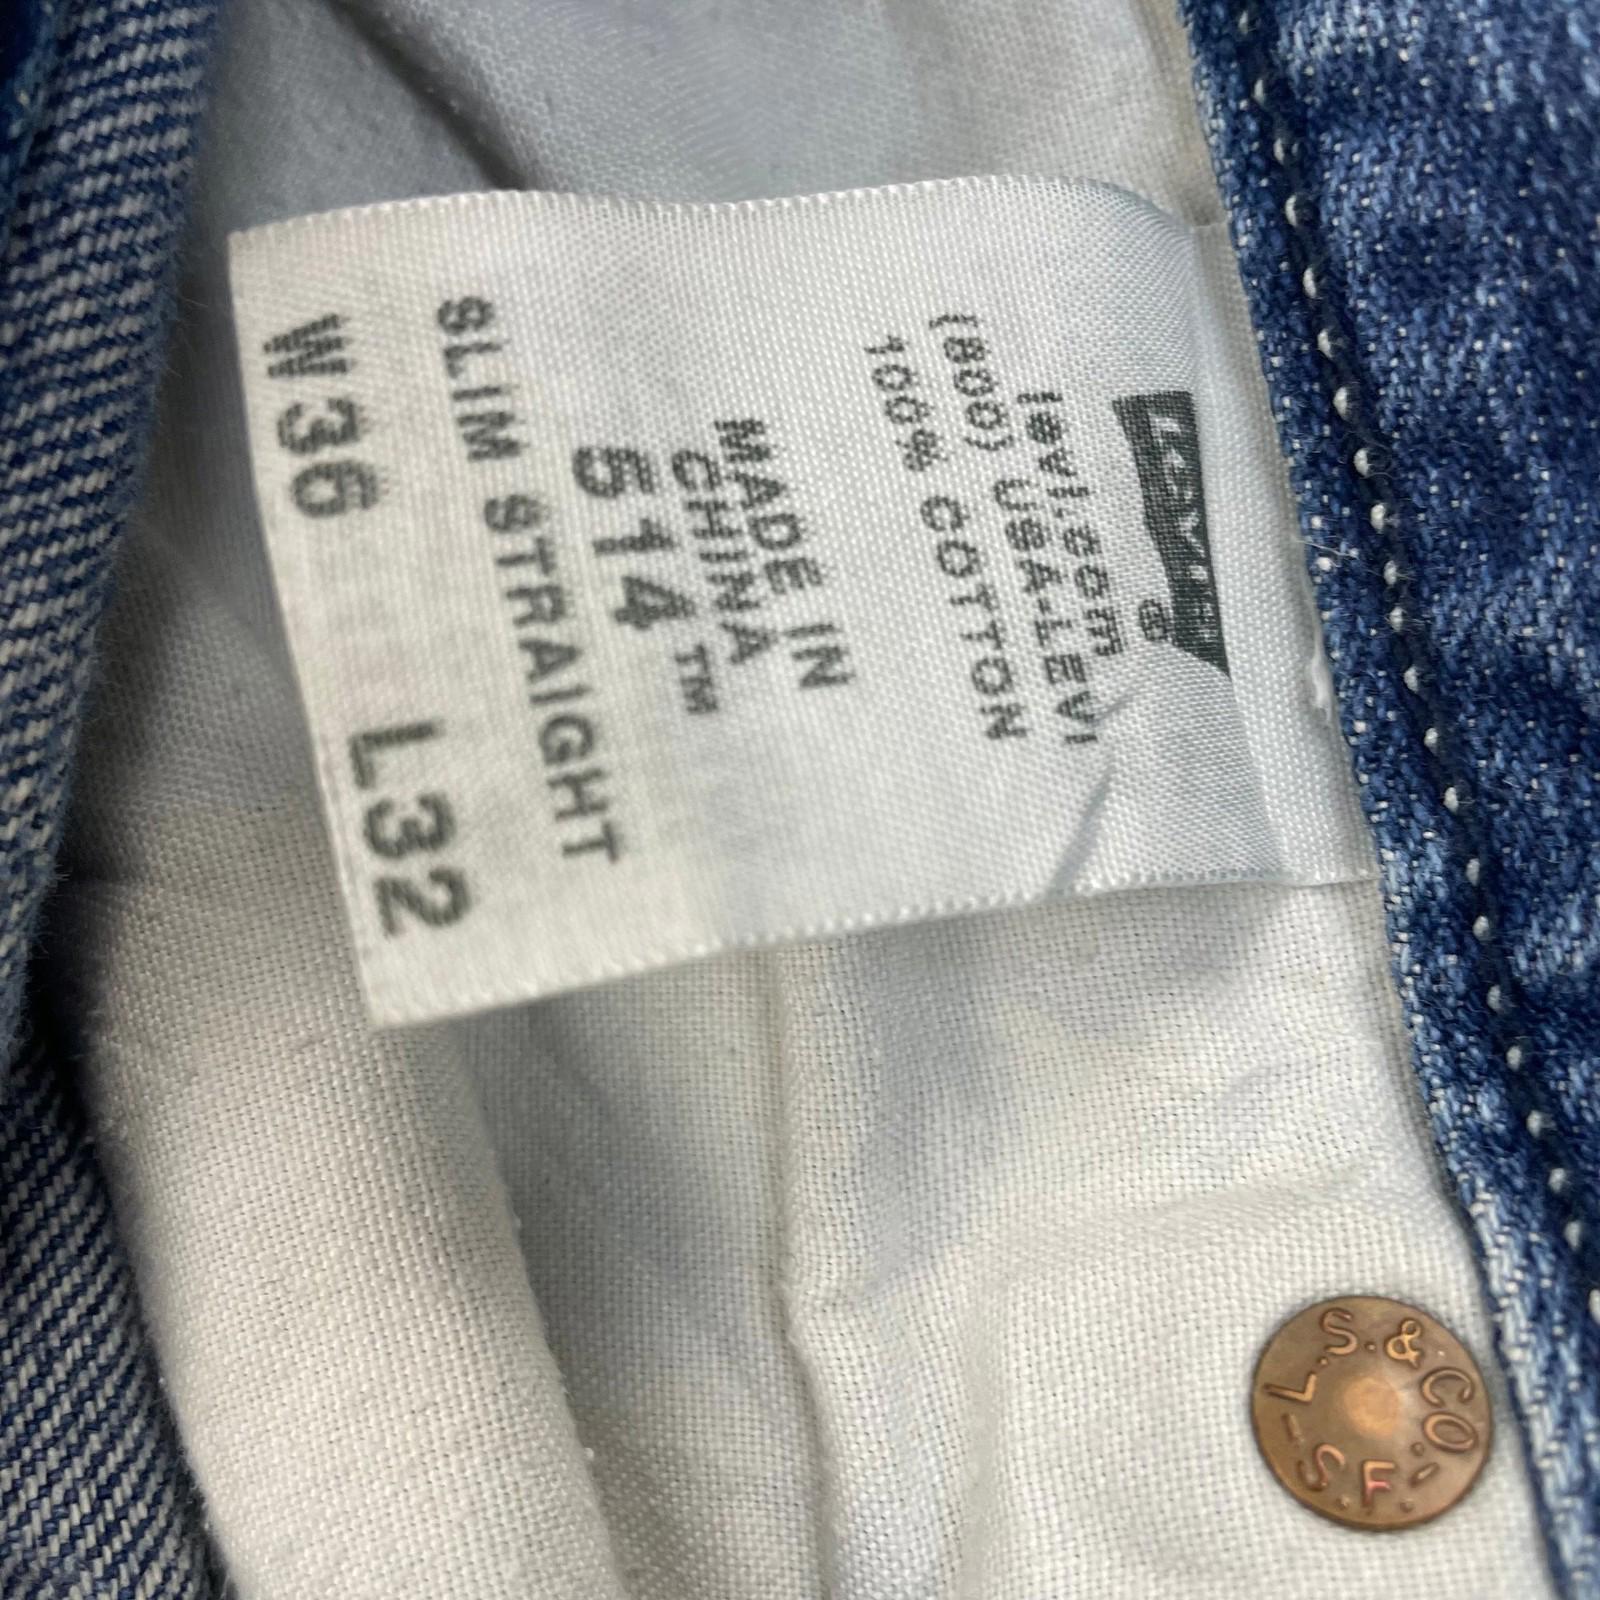 Levi's®
levi.com
(800) USA-LEVI
100% COTTON
MADE IN
CHINA
514™
SLIM STRAIGHT
W36 L32
L.S.&CO.
-S.F.-